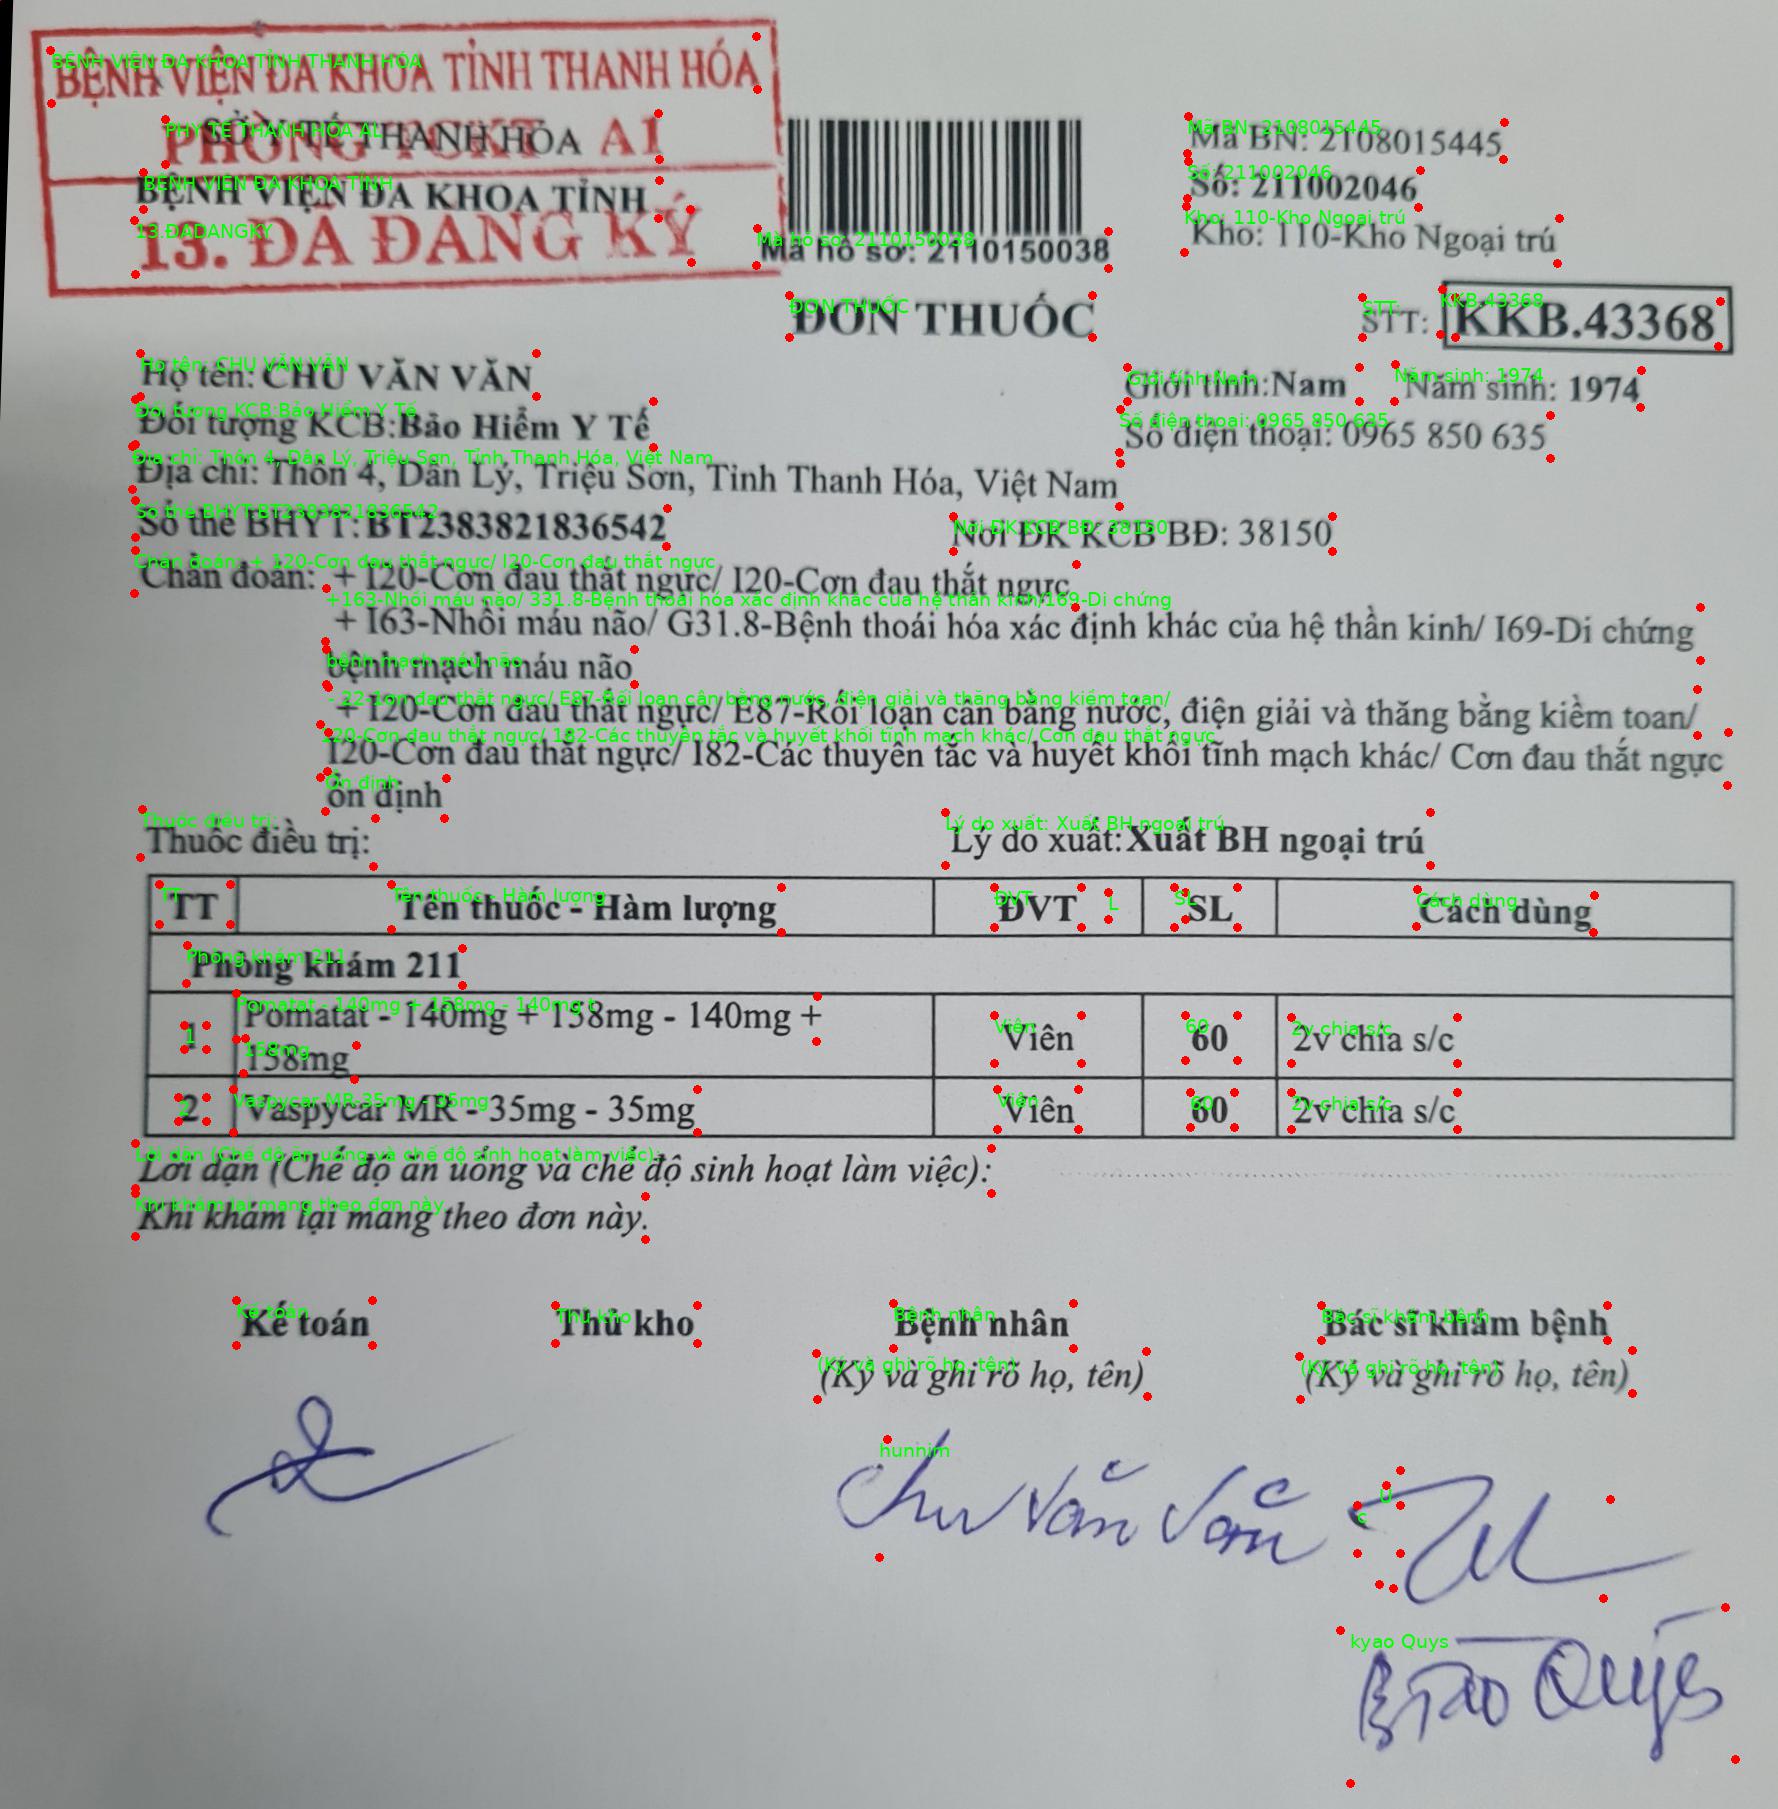 BỆNH VIỆN ĐA KHOA TỈNH THANH HÓA
SỞ Y TẾ THANH HÓA
PHÒNG TCKT A1
BỆNH VIỆN ĐA KHOA TỈNH
13. ĐÃ ĐĂNG KÝ
Mã hồ sơ: 2110150038
Mã BN: 2108015445
Số: 211002046
Kho: 110-Kho Ngoại trú
ĐƠN THUỐC
STT: KKB.43368
Họ tên: CHU VĂN VĂN Giới tính:Nam Năm sinh: 1974
Đối tượng KCB:Bảo Hiểm Y Tế Số điện thoại: 0965 850 635
Địa chỉ: Thôn 4, Dân Lý, Triệu Sơn, Tỉnh Thanh Hóa, Việt Nam
Số thẻ BHYT:BT2383821836542 Nơi ĐK KCB BĐ: 38150
Chẩn đoán: + I20-Cơn đau thắt ngực/ I20-Cơn đau thắt ngực
+ I63-Nhồi máu não/ G31.8-Bệnh thoái hóa xác định khác của hệ thần kinh/ I69-Di chứng
bệnh mạch máu não
+ I20-Cơn đau thắt ngực/ E87-Rối loạn cân bằng nước, điện giải và thăng bằng kiềm toan/
I20-Cơn đau thắt ngực/ I82-Các thuyên tắc và huyết khối tĩnh mạch khác/ Cơn đau thắt ngực
ổn định
Thuốc điều trị: Lý do xuất:Xuất BH ngoại trú
TT Tên thuốc - Hàm lượng ĐVT SL Cách dùng
Phòng khám 211
1 Pomatat - 140mg + 158mg - 140mg + Viên 60 2v chia s/c
158mg
2 Vaspycar MR - 35mg - 35mg Viên 60 2v chia s/c
Lời dặn (Chế độ ăn uống và chế độ sinh hoạt làm việc):
Khi khám lại mang theo đơn này.
Kế toán Thủ kho Bệnh nhân Bác sĩ khám bệnh
(Ký và ghi rõ họ, tên) (Ký và ghi rõ họ, tên)
Chu Văn Văn